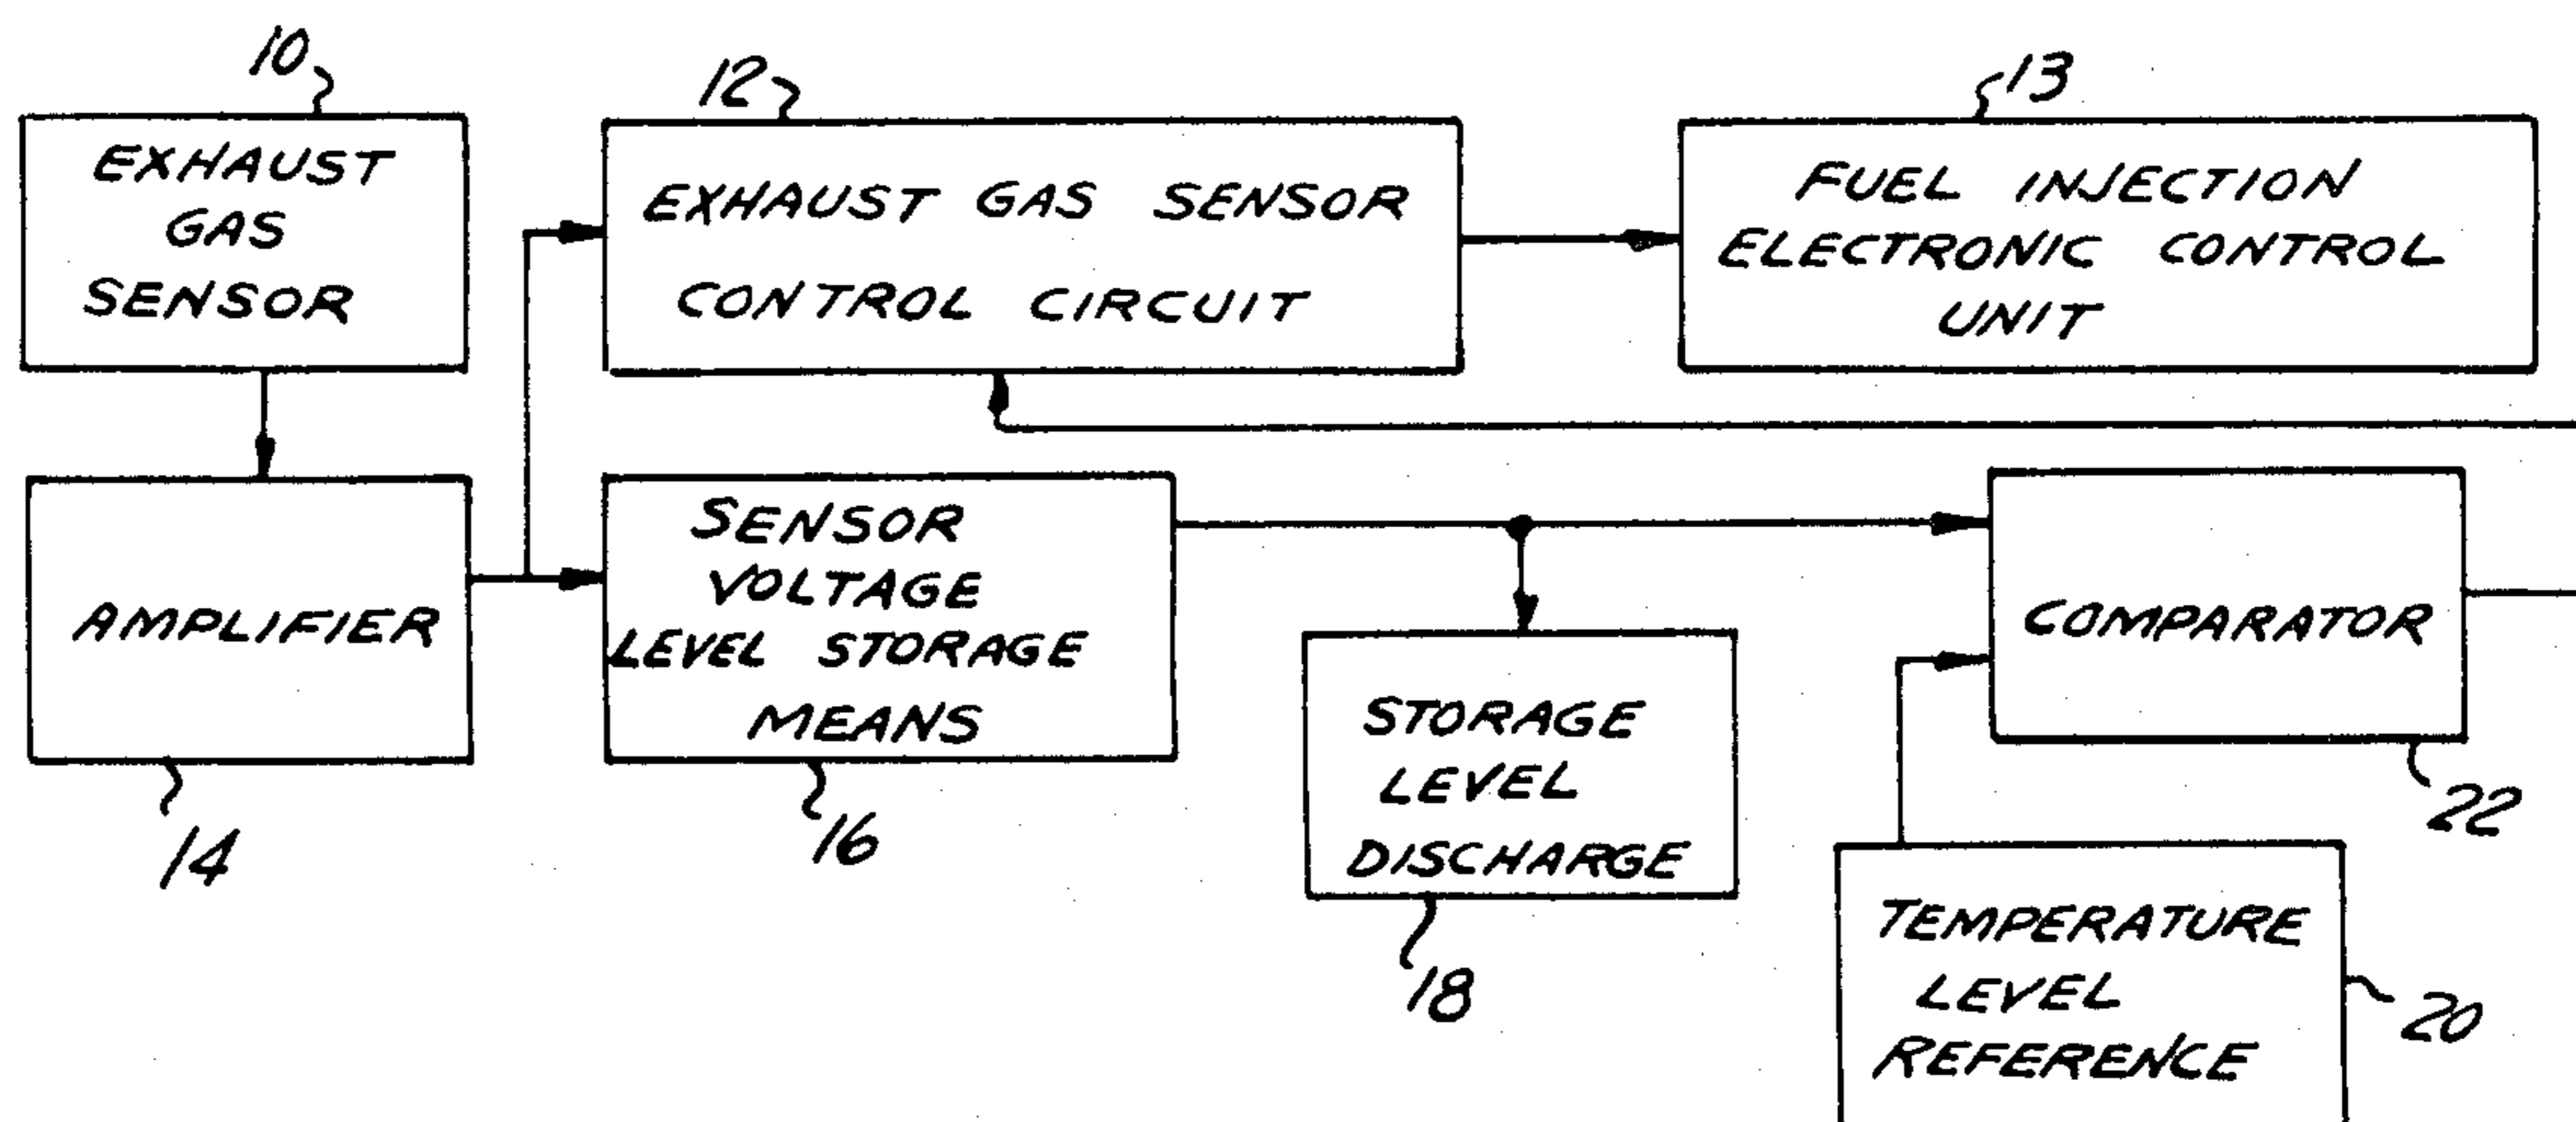 10
EXHAUST
GAS
SENSOR
12
EXHAUST GAS SENSOR
CONTROL CIRCUIT
13
FUEL INJECTION
ELECTRONIC CONTROL
UNIT
AMPLIFIER
14
SENSOR
VOLTAGE
LEVEL STORAGE
MEANS
16
STORAGE
LEVEL
DISCHARGE
18
COMPARATOR
22
TEMPERATURE
LEVEL
REFERENCE
20